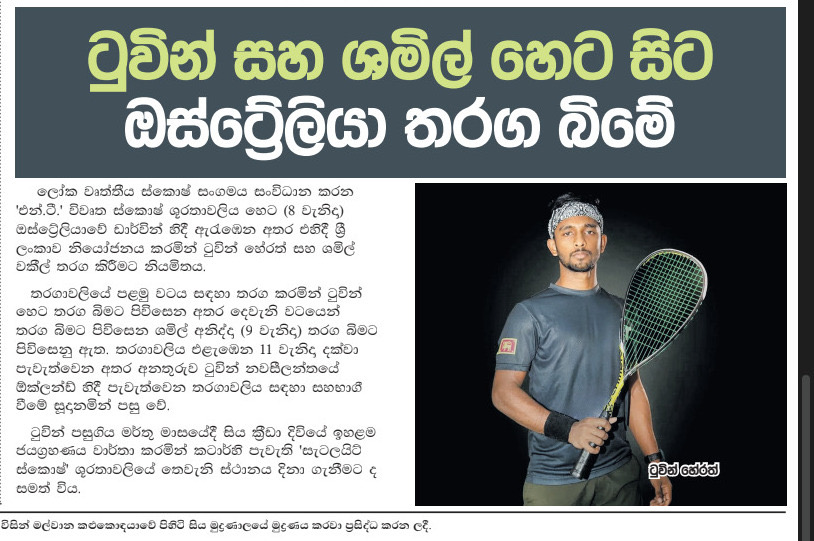 ටුවින් සහ ශමිල් හෙට සිට
ඔස්ට්‍රේලියා තරග බිමේ
ලෝක වෘත්තීය ස්කොෂ් සංගමය සංවිධාන කරන
'එන්.ටී.' විවෘත ස්කොෂ් ශූරතාවලිය හෙට (8 වැනිදා)
ඔස්ට්‍රේලියාවේ ඩාර්වින් හිදී ඇරැඹෙන අතර එහිදී ශ්‍රී
ලංකාව නියෝජනය කරමින් ටුවින් හේරත් සහ ශමිල්
වකීල් තරග කිරීමට නියමිතය.
තරගාවලියේ පළමු වටය සඳහා තරග කරමින් ටුවින්
හෙට තරග බිමට පිවිසෙන අතර දෙවැනි වටයෙන්
තරග බිමට පිවිසෙන ශමිල් අනිද්දා (9 වැනිදා) තරග බිමට
පිවිසෙනු ඇත. තරගාවලිය එළැඹෙන 11 වැනිදා දක්වා
පැවැත්වෙන අතර අනතුරුව ටුවින් නවසීලන්තයේ
ඕක්ලන්ඩ් හිදී පැවැත්වෙන තරගාවලිය සඳහා සහභාගී
වීමේ සූදානමින් පසු වේ.
ටුවින් පසුගිය මර්තු මාසයේදී සිය ක්‍රීඩා දිවියේ ඉහළම
ජයග්‍රහණය වාර්තා කරමින් කටාර්හි පැවැති 'සැටලයිට්
ස්කොෂ්' ශූරතාවලියේ තෙවැනි ස්ථානය දිනා ගැනීමට ද
සමත් විය.
ටුවින් හේරත්
විසින් මල්වාන කළුකොඳයාවේ පිහිටි සිය මුද්‍රණාලයේ මුද්‍රණය කරවා ප්‍රසිද්ධ කරන ලදී.